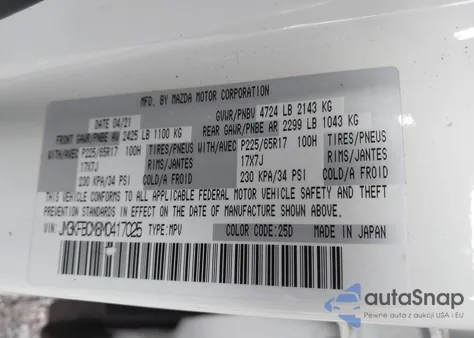 MFD. BY MAZDA MOTOR CORPORATION
DATE 04/21 GVWR/PNBV 4724 LB 2143 KG
FRONT GAWR/PNBE AV 2425 LB 1100 KG REAR GAWR/PNBE AR 2299 LB 1043 KG
WITH/AVEC P225/65R17 100H TIRES/PNEUS WITH/AVEC P225/65R17 100H TIRES/PNEUS
17X7J RIMS/JANTES 17X7J RIMS/JANTES
230 KPA/34 PSI COLD/A FROID 230 KPA/34 PSI COLD/A FROID
THIS VEHICLE CONFORMS TO ALL APPLICABLE FEDERAL MOTOR VEHICLE SAFETY AND THEFT
PREVENTION STANDARDS IN EFFECT ON THE DATE OF MANUFACTURE SHOWN ABOVE.
VIN: JM3KFBCM8M0417025 TYPE:MPV COLOR CODE:25D MADE IN JAPAN
autoSnap
Pewne auta z aukcji USA i EU